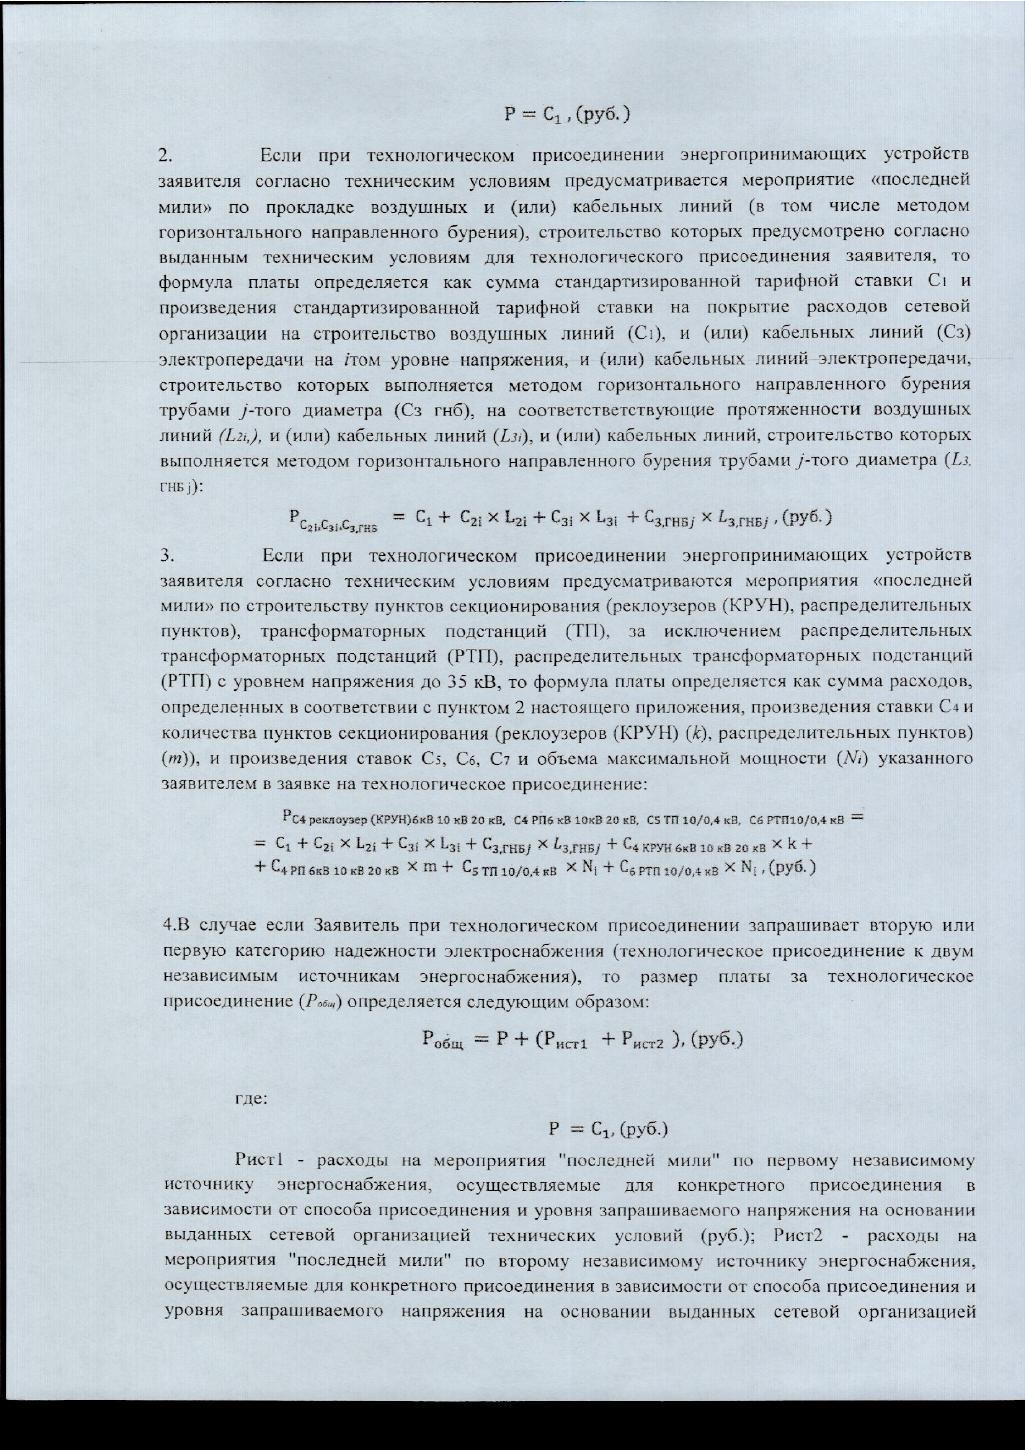 P = C₁ , (руб.)
2. Если при технологическом присоединении энергопринимающих устройств
заявителя согласно техническим условиям предусматривается мероприятие «последней
мили» по прокладке воздушных и (или) кабельных линий (в том числе методом
горизонтального направленного бурения), строительство которых предусмотрено согласно
выданным техническим условиям для технологического присоединения заявителя, то
формула платы определяется как сумма стандартизированной тарифной ставки С1 и
произведения стандартизированной тарифной ставки на покрытие расходов сетевой
организации на строительство воздушных линий (С1), и (или) кабельных линий (С3)
электропередачи на iтом уровне напряжения, и (или) кабельных линий электропередачи,
строительство которых выполняется методом горизонтального направленного бурения
трубами j-того диаметра (С3 гнб), на соответстветствующие протяженности воздушных
линий (L2i,), и (или) кабельных линий (L3i), и (или) кабельных линий, строительство которых
выполняется методом горизонтального направленного бурения трубами j-того диаметра (L3,
ГНБ j):
P C2i,C3i,C3,ГНБ = C1 + C2i × L2i + C3i × L3i + C3,ГНБj × L3,ГНБj , (руб.)
3. Если при технологическом присоединении энергопринимающих устройств
заявителя согласно техническим условиям предусматриваются мероприятия «последней
мили» по строительству пунктов секционирования (реклоузеров (КРУН), распределительных
пунктов), трансформаторных подстанций (ТП), за исключением распределительных
трансформаторных подстанций (РТП), распределительных трансформаторных подстанций
(РТП) с уровнем напряжения до 35 кВ, то формула платы определяется как сумма расходов,
определенных в соответствии с пунктом 2 настоящего приложения, произведения ставки С4 и
количества пунктов секционирования (реклоузеров (КРУН) (k), распределительных пунктов)
(m)), и произведения ставок С5, С6, С7 и объема максимальной мощности (Ni) указанного
заявителем в заявке на технологическое присоединение:
P C4 реклоузер (КРУН)6кВ 10 кВ 20 кВ, С4 РП6 кВ 10кВ 20 кВ, С5 ТП 10/0,4 кВ, С6 РТП10/0,4 кВ =
= C1 + C2i × L2i + C3i × L3i + C3,ГНБj × L3,ГНБj + C4 КРУН 6кВ 10 кВ 20 кВ × k +
+ C4 РП 6кВ 10 кВ 20 кВ × m + C5 ТП 10/0,4 кВ × Ni + C6 РТП 10/0,4 кВ × Ni , (руб.)
4.В случае если Заявитель при технологическом присоединении запрашивает вторую или
первую категорию надежности электроснабжения (технологическое присоединение к двум
независимым источникам энергоснабжения), то размер платы за технологическое
присоединение (Pобщ) определяется следующим образом:
Pобщ = P + (Pист1 + Pист2 ), (руб.)
где:
P = C₁, (руб.)
Рист1 - расходы на мероприятия "последней мили" по первому независимому
источнику энергоснабжения, осуществляемые для конкретного присоединения в
зависимости от способа присоединения и уровня запрашиваемого напряжения на основании
выданных сетевой организацией технических условий (руб.); Рист2 - расходы на
мероприятия "последней мили" по второму независимому источнику энергоснабжения,
осуществляемые для конкретного присоединения в зависимости от способа присоединения и
уровня запрашиваемого напряжения на основании выданных сетевой организацией